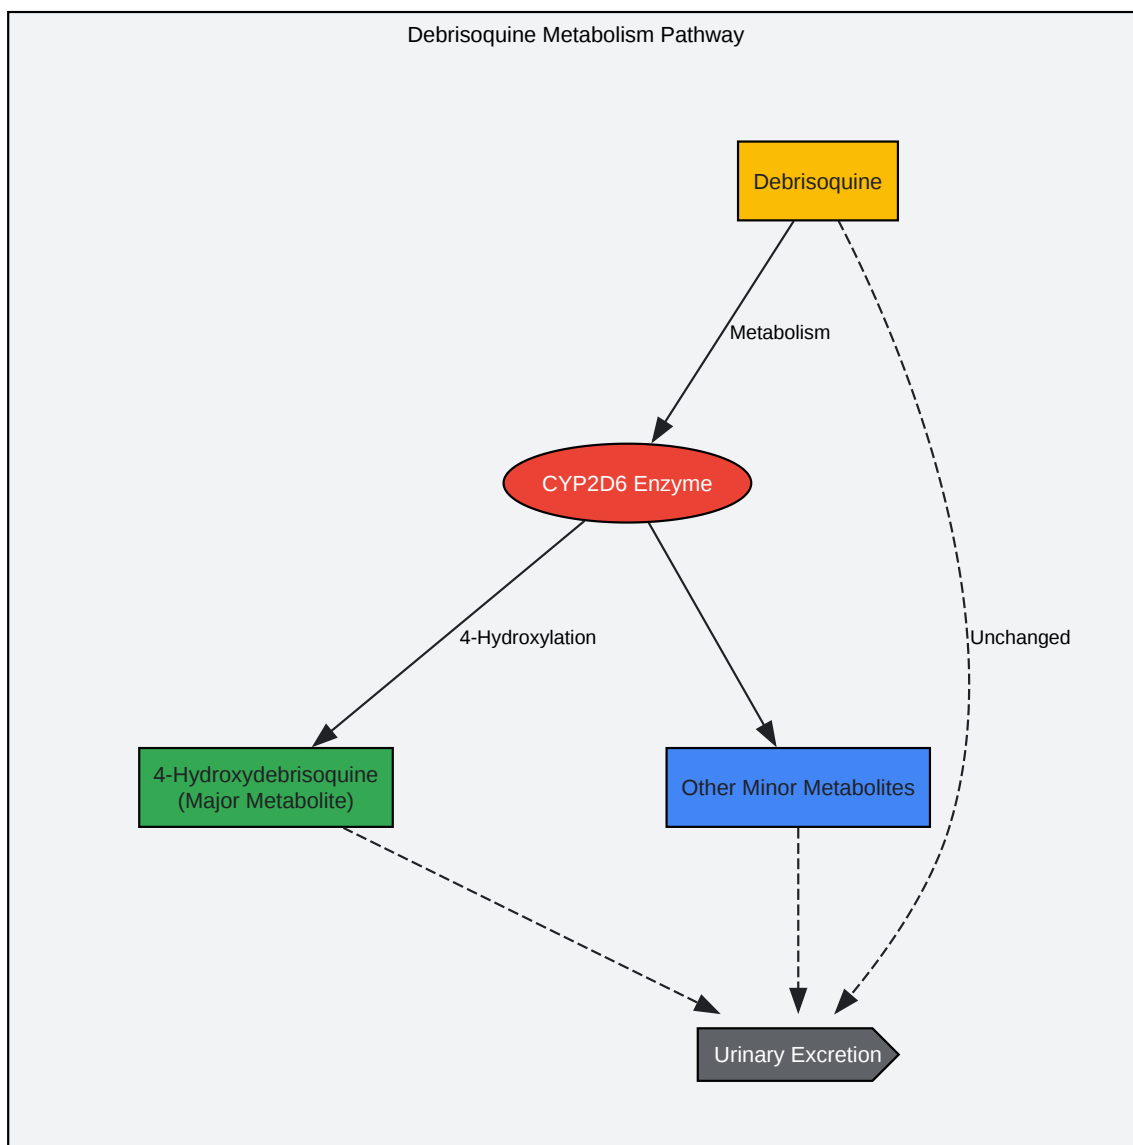 Debrisoquine Metabolism Pathway
Debrisoquine
Metabolism
CYP2D6 Enzyme
4-Hydroxylation
Unchanged
4-Hydroxydebrisoquine
(Major Metabolite)
Other Minor Metabolites
Urinary Excretion